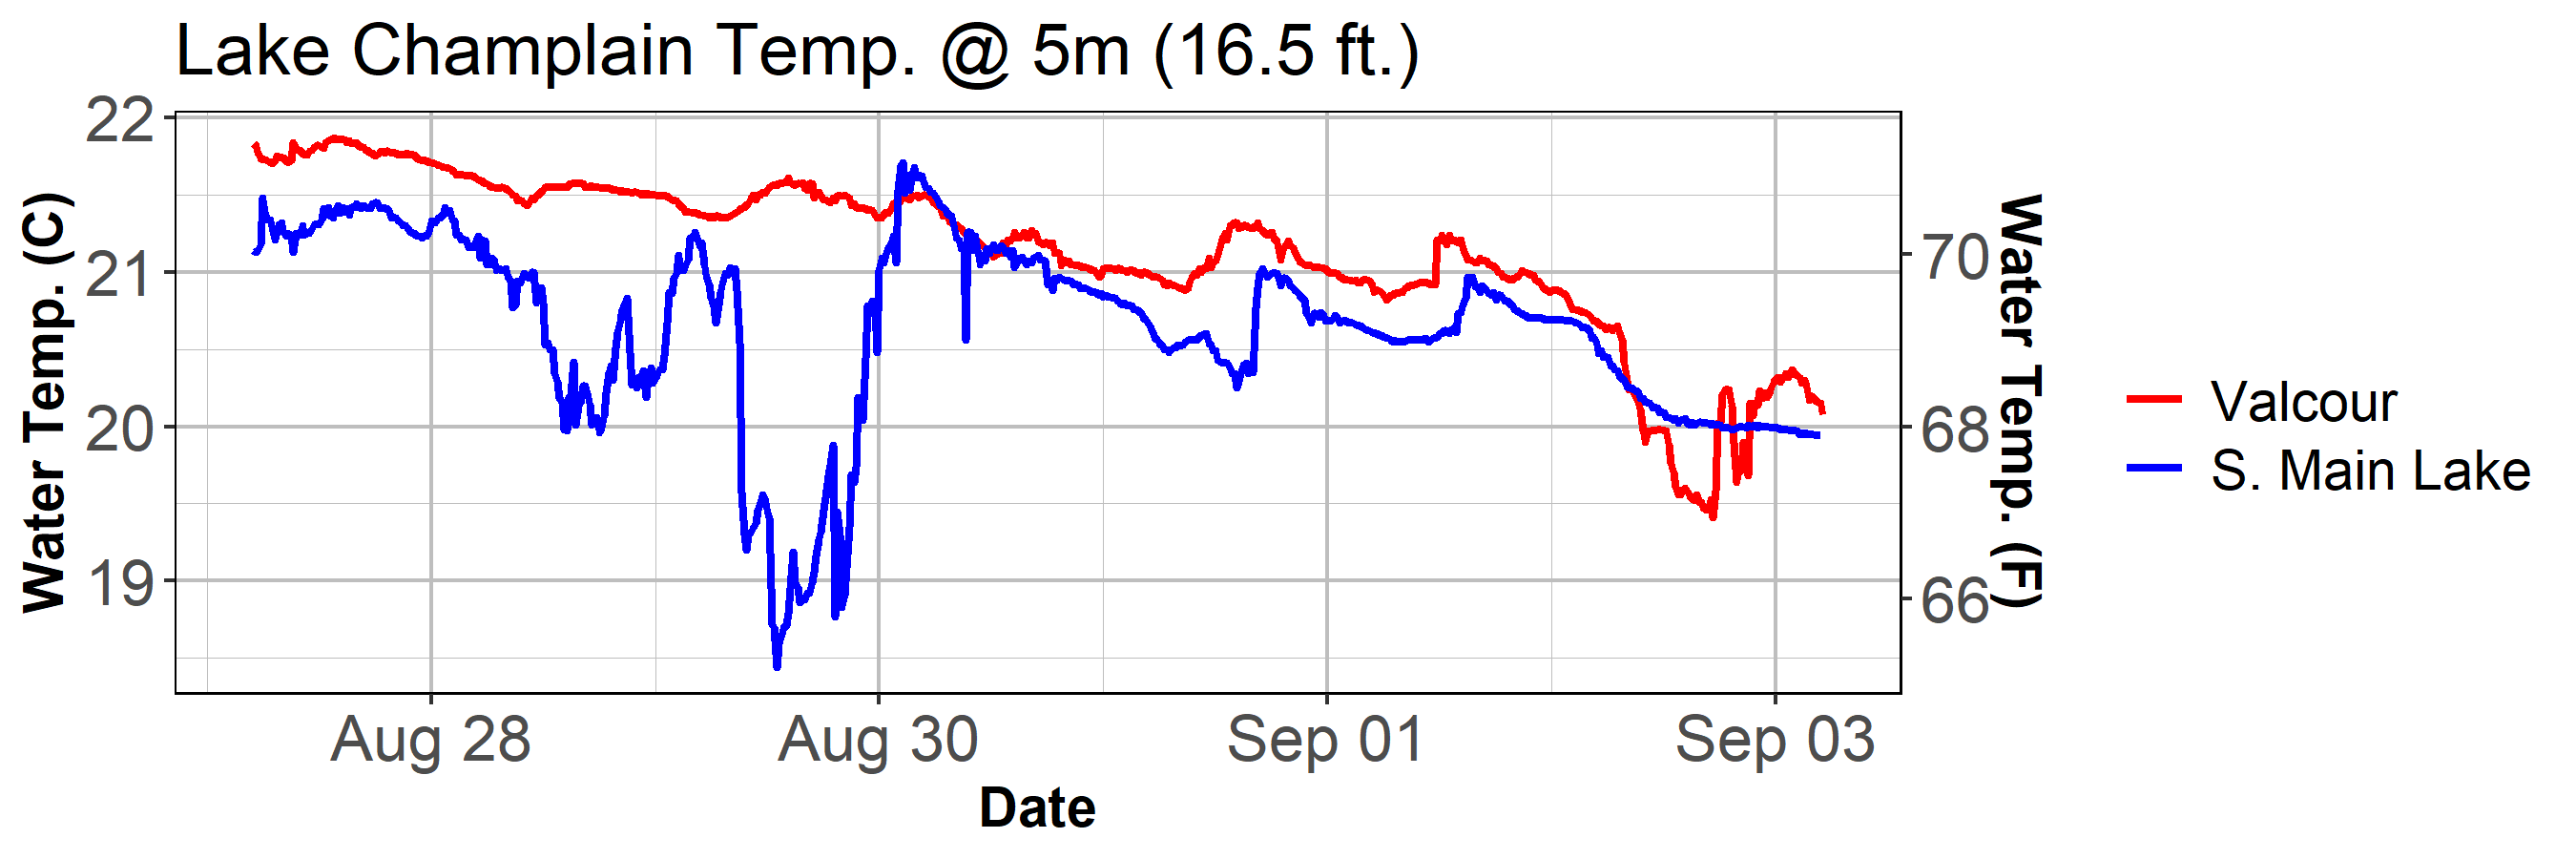 Lake Champlain Temp. @ 5m (16.5 ft.)
Water Temp. (C)
22
21
20
19
Water Temp. (F)
70
68
66
Aug 28
Aug 30
Sep 01
Sep 03
Date
Valcour
S. Main Lake